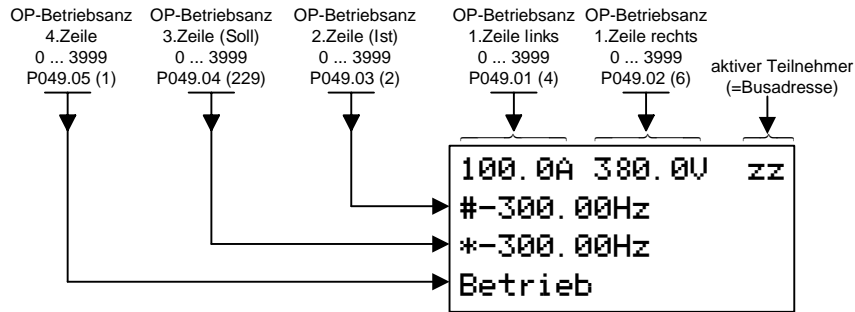 OP-Betriebsanz
4.Zeile
0 ... 3999
P049.05 (1)
OP-Betriebsanz
3.Zeile (Soll)
0 ... 3999
P049.04 (229)
OP-Betriebsanz
2.Zeile (Ist)
0 ... 3999
P049.03 (2)
OP-Betriebsanz
1.Zeile links
0 ... 3999
P049.01 (4)
OP-Betriebsanz
1.Zeile rechts
0 ... 3999
P049.02 (6)
aktiver Teilnehmer
(=Busadresse)
100.0A 380.0V zz
#-300.00Hz
*-300.00Hz
Betrieb